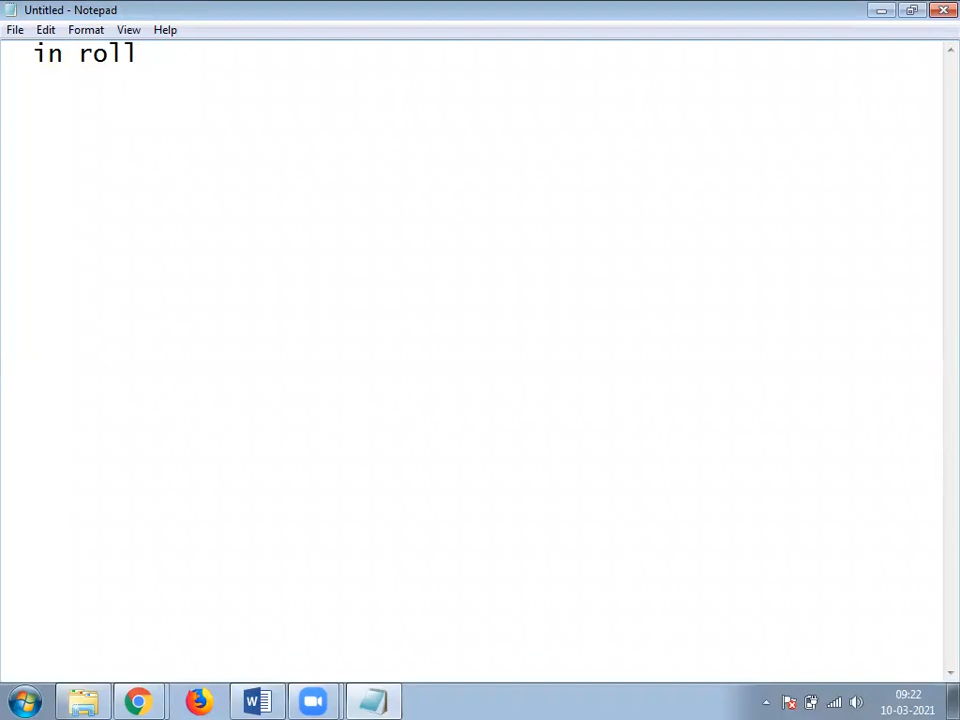 Untitled - Notepad
File Edit Format View Help
in roll
09:22
10-03-2021